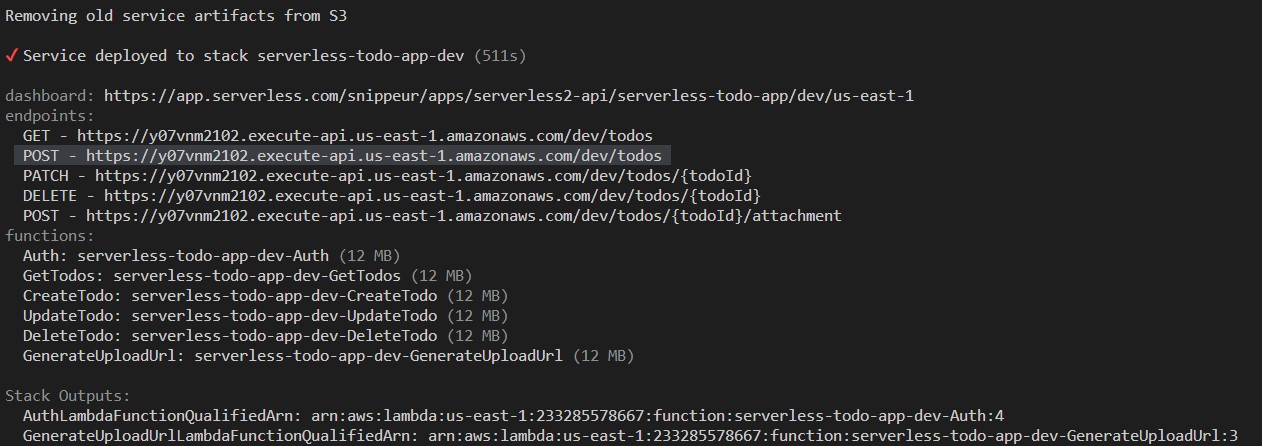 Removing old service artifacts from S3
✓ Service deployed to stack serverless-todo-app-dev (511s)
dashboard: https://app.serverless.com/snippeur/apps/serverless2-api/serverless-todo-app/dev/us-east-1
endpoints:
GET - https://y07vnm2102.execute-api.us-east-1.amazonaws.com/dev/todos
POST - https://y07vnm2102.execute-api.us-east-1.amazonaws.com/dev/todos
PATCH - https://y07vnm2102.execute-api.us-east-1.amazonaws.com/dev/todos/{todoId}
DELETE - https://y07vnm2102.execute-api.us-east-1.amazonaws.com/dev/todos/{todoId}
POST - https://y07vnm2102.execute-api.us-east-1.amazonaws.com/dev/todos/{todoId}/attachment
functions:
Auth: serverless-todo-app-dev-Auth (12 MB)
GetTodos: serverless-todo-app-dev-GetTodos (12 MB)
CreateTodo: serverless-todo-app-dev-CreateTodo (12 MB)
UpdateTodo: serverless-todo-app-dev-UpdateTodo (12 MB)
DeleteTodo: serverless-todo-app-dev-DeleteTodo (12 MB)
GenerateUploadUrl: serverless-todo-app-dev-GenerateUploadUrl (12 MB)
Stack Outputs:
AuthLambdaFunctionQualifiedArn: arn:aws:lambda:us-east-1:233285578667:function:serverless-todo-app-dev-Auth:4
GenerateUploadUrlLambdaFunctionQualifiedArn: arn:aws:lambda:us-east-1:233285578667:function:serverless-todo-app-dev-GenerateUploadUrl:3